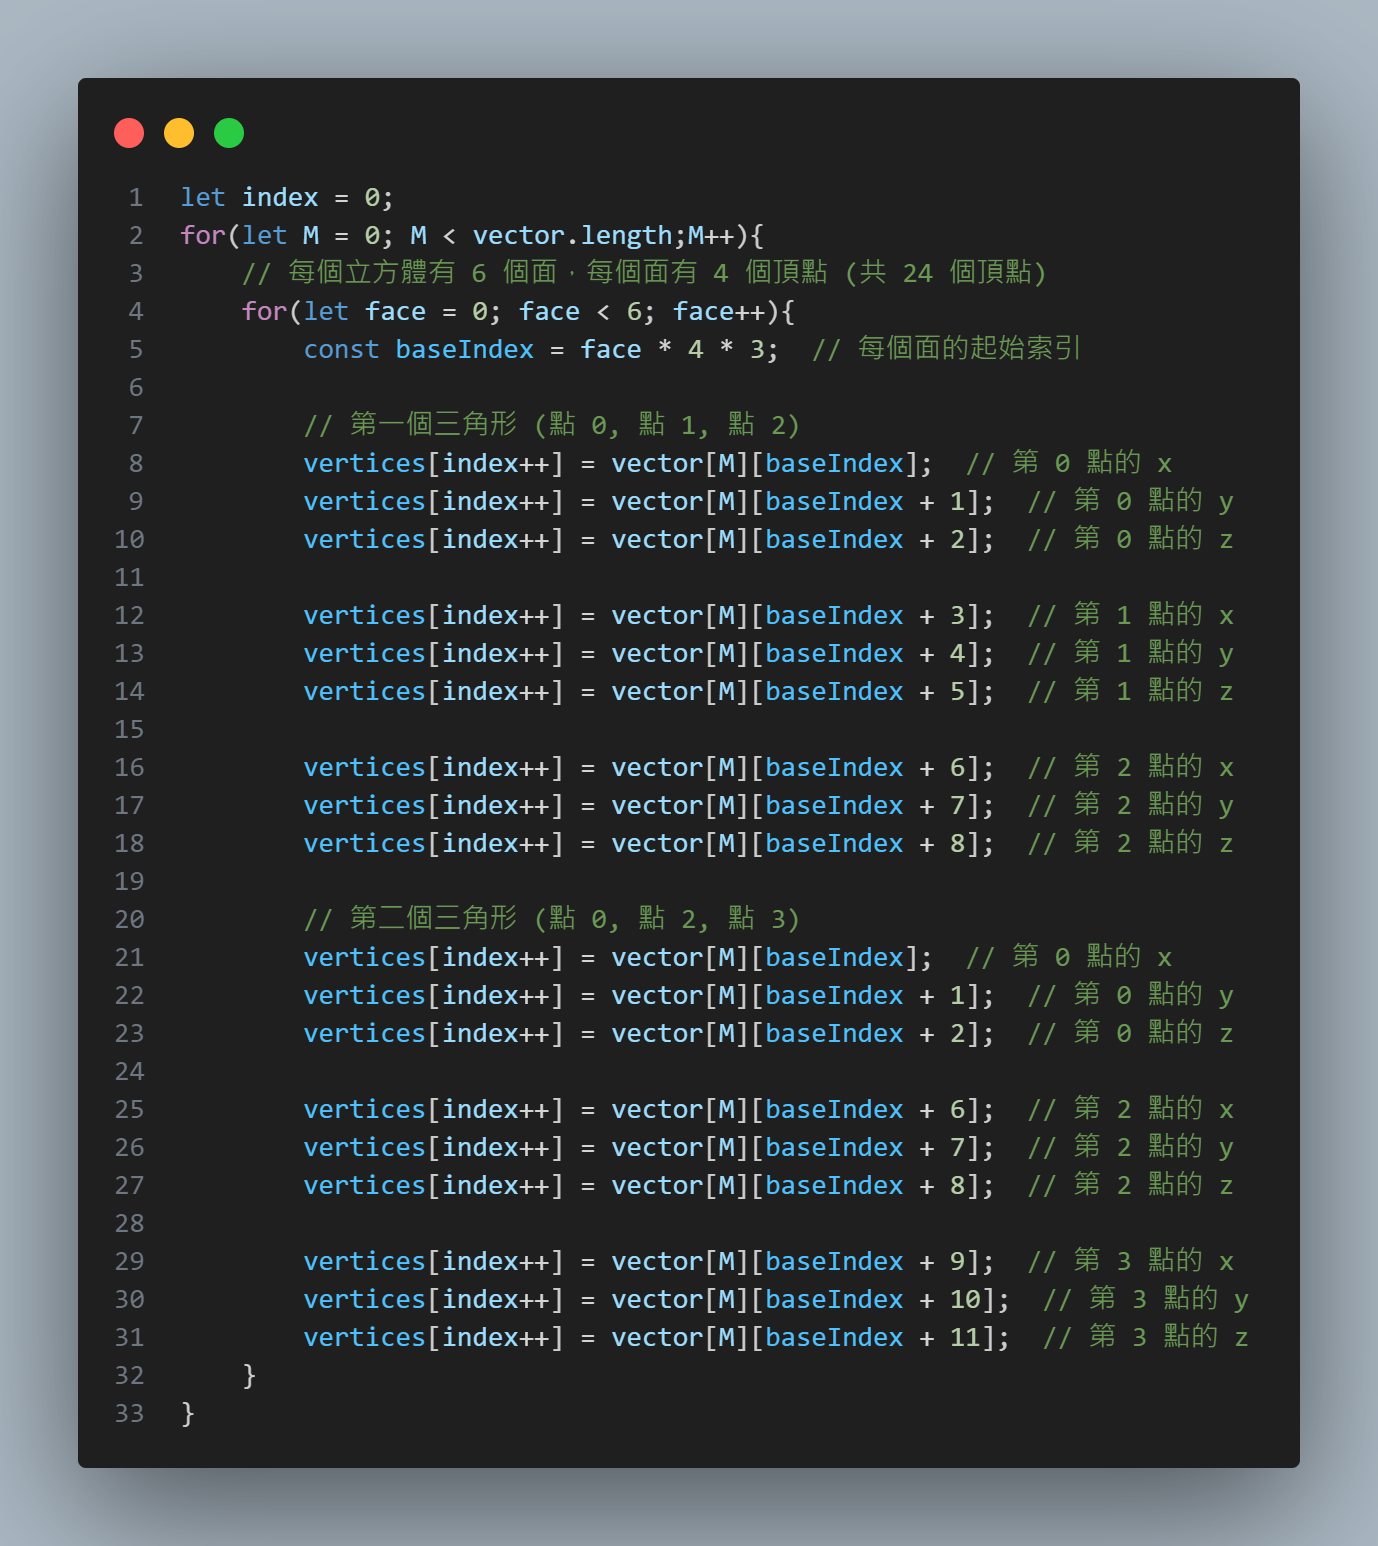 1 let index = 0;
2 for(let M = 0; M < vector.length;M++){
3     // 每個立方體有 6 個面，每個面有 4 個頂點 (共 24 個頂點)
4     for(let face = 0; face < 6; face++){
5         const baseIndex = face * 4 * 3;  // 每個面的起始索引
6
7         // 第一個三角形 (點 0, 點 1, 點 2)
8         vertices[index++] = vector[M][baseIndex];  // 第 0 點的 x
9         vertices[index++] = vector[M][baseIndex + 1];  // 第 0 點的 y
10         vertices[index++] = vector[M][baseIndex + 2];  // 第 0 點的 z
11
12         vertices[index++] = vector[M][baseIndex + 3];  // 第 1 點的 x
13         vertices[index++] = vector[M][baseIndex + 4];  // 第 1 點的 y
14         vertices[index++] = vector[M][baseIndex + 5];  // 第 1 點的 z
15
16         vertices[index++] = vector[M][baseIndex + 6];  // 第 2 點的 x
17         vertices[index++] = vector[M][baseIndex + 7];  // 第 2 點的 y
18         vertices[index++] = vector[M][baseIndex + 8];  // 第 2 點的 z
19
20         // 第二個三角形 (點 0, 點 2, 點 3)
21         vertices[index++] = vector[M][baseIndex];  // 第 0 點的 x
22         vertices[index++] = vector[M][baseIndex + 1];  // 第 0 點的 y
23         vertices[index++] = vector[M][baseIndex + 2];  // 第 0 點的 z
24
25         vertices[index++] = vector[M][baseIndex + 6];  // 第 2 點的 x
26         vertices[index++] = vector[M][baseIndex + 7];  // 第 2 點的 y
27         vertices[index++] = vector[M][baseIndex + 8];  // 第 2 點的 z
28
29         vertices[index++] = vector[M][baseIndex + 9];  // 第 3 點的 x
30         vertices[index++] = vector[M][baseIndex + 10];  // 第 3 點的 y
31         vertices[index++] = vector[M][baseIndex + 11];  // 第 3 點的 z
32     }
33 }